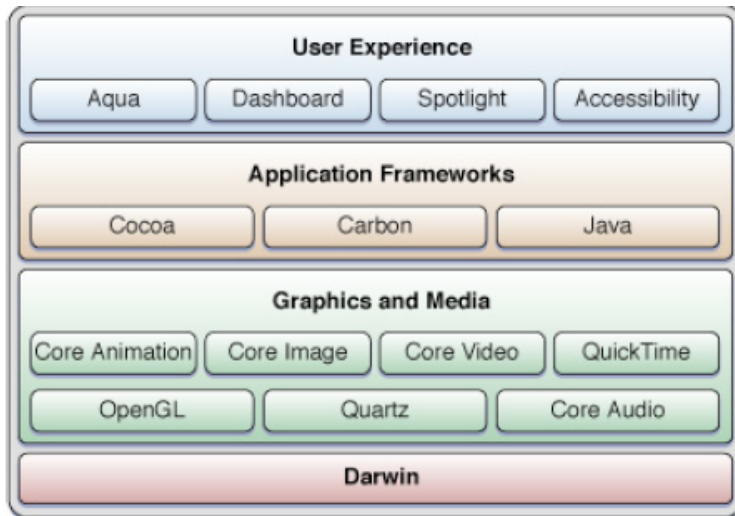 User Experience
Aqua Dashboard Spotlight Accessibility
Application Frameworks
Cocoa Carbon Java
Graphics and Media
Core Animation Core Image Core Video QuickTime
OpenGL Quartz Core Audio
Darwin